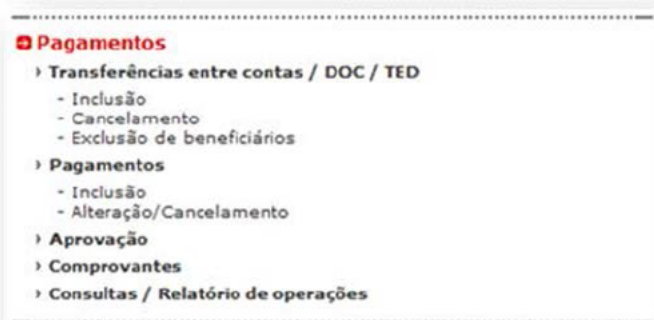 Pagamentos
› Transferências entre contas / DOC / TED
- Inclusão
- Cancelamento
- Exclusão de beneficiários
› Pagamentos
- Inclusão
- Alteração/Cancelamento
› Aprovação
› Comprovantes
› Consultas / Relatório de operações